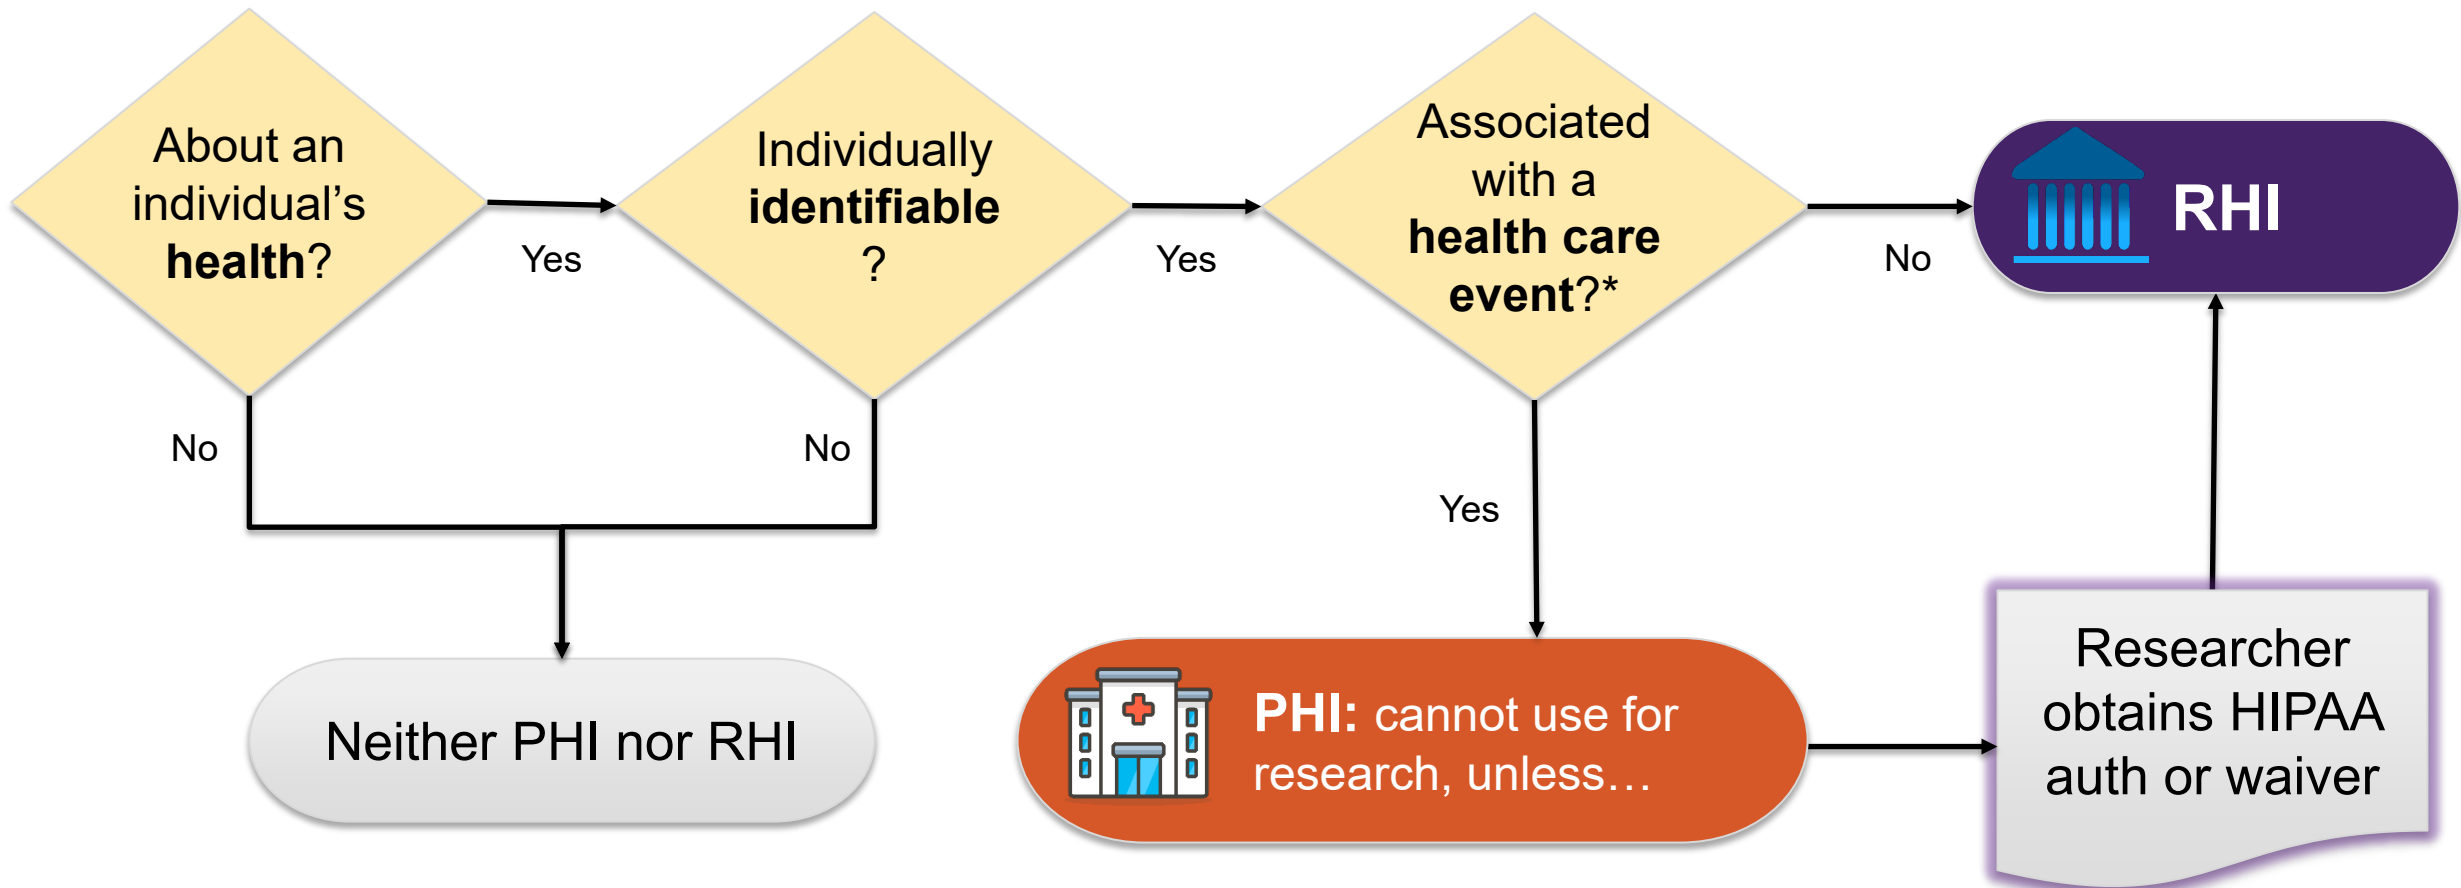 About an
individual’s
health?
Yes
Individually
identifiable
?
Yes
Associated
with a
health care
event?*
No
RHI
No
No
Yes
Neither PHI nor RHI
PHI: cannot use for
research, unless…
Researcher
obtains HIPAA
auth or waiver